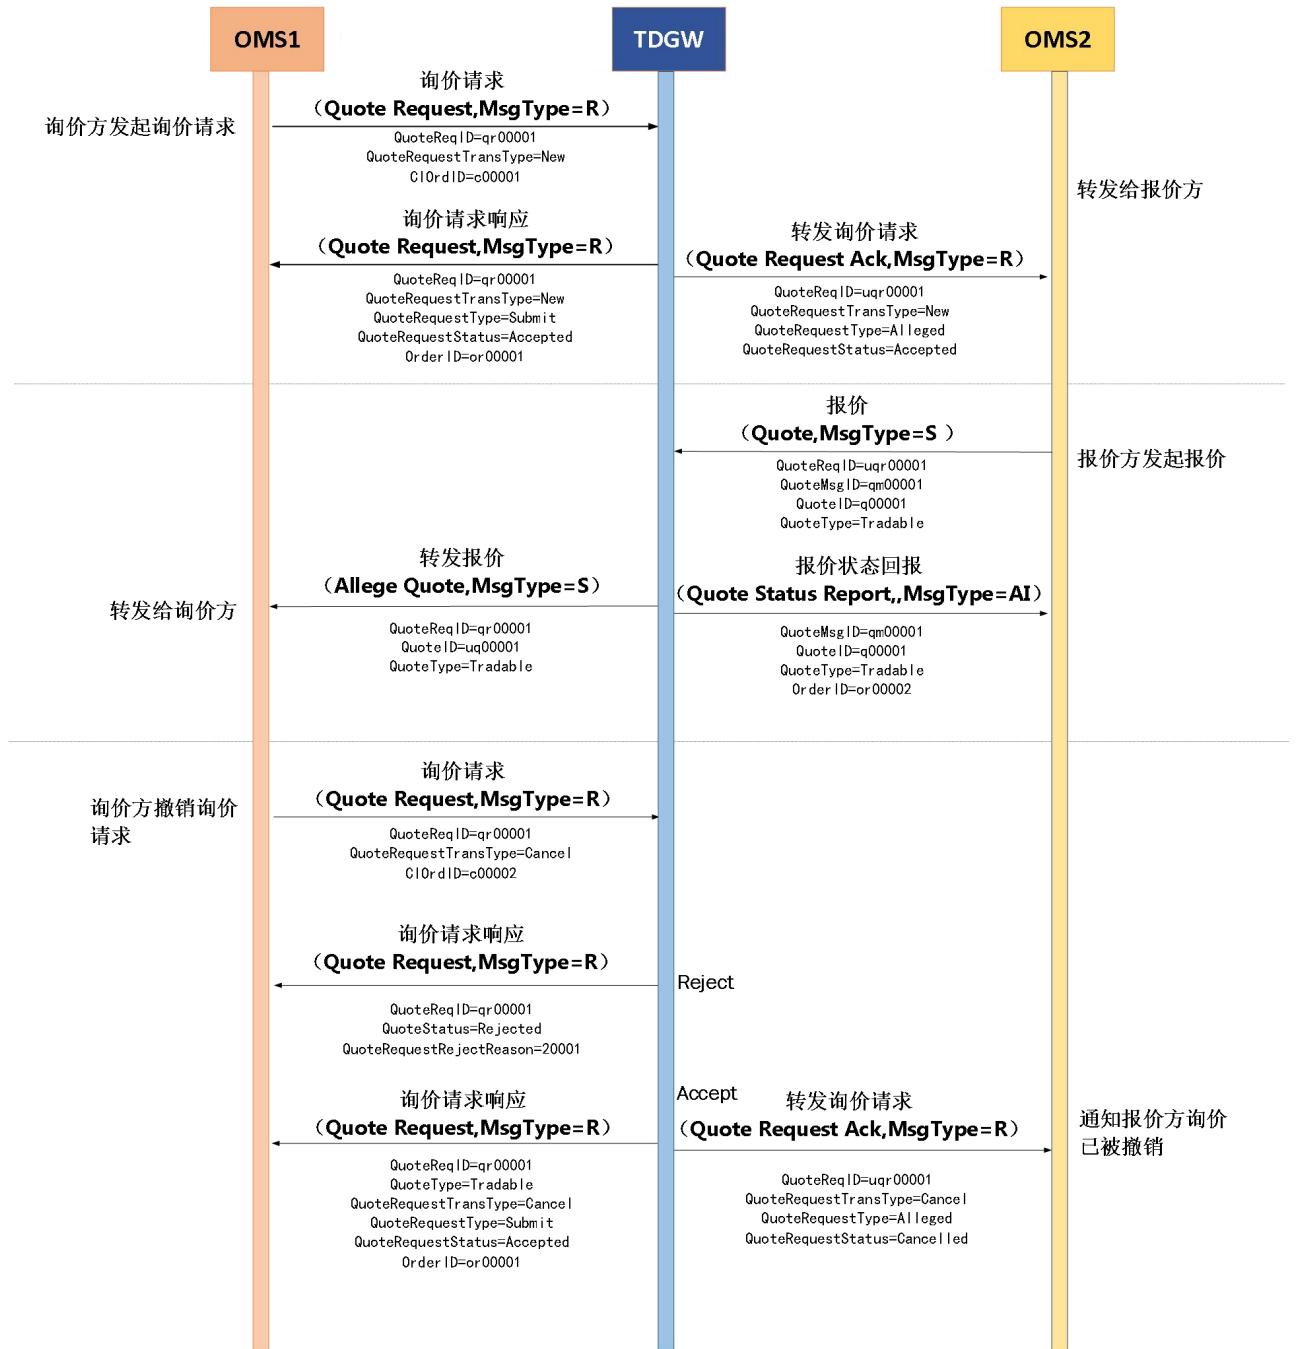 OMS1
TDGW
OMS2
询价方发起询价请求
询价请求
（Quote Request,MsgType=R）
QuoteReqID=qr00001
QuoteRequestTransType=New
ClOrdID=c00001
转发给报价方
询价请求响应
（Quote Request,MsgType=R）
QuoteReqID=qr00001
QuoteRequestTransType=New
QuoteRequestType=Submit
QuoteRequestStatus=Accepted
OrderID=or00001
转发询价请求
（Quote Request Ack,MsgType=R）
QuoteReqID=uqr00001
QuoteRequestTransType=New
QuoteRequestType=Alleged
QuoteRequestStatus=Accepted
报价
（Quote,MsgType=S ）
QuoteReqID=uqr00001
QuoteMsgID=qm00001
QuoteID=q00001
QuoteType=Tradable
报价方发起报价
转发给询价方
转发报价
（Allege Quote,MsgType=S）
QuoteReqID=qr00001
QuoteID=uq00001
QuoteType=Tradable
报价状态回报
（Quote Status Report,,MsgType=AI）
QuoteMsgID=qm00001
QuoteID=q00001
QuoteType=Tradable
OrderID=or00002
询价方撤销询价
请求
询价请求
（Quote Request,MsgType=R）
QuoteReqID=qr00001
QuoteRequestTransType=Cancel
ClOrdID=c00002
询价请求响应
（Quote Request,MsgType=R）
Reject
QuoteReqID=qr00001
QuoteStatus=Rejected
QuoteRequestRejectReason=20001
Accept
询价请求响应
（Quote Request,MsgType=R）
QuoteReqID=qr00001
QuoteType=Tradable
QuoteRequestTransType=Cancel
QuoteRequestType=Submit
QuoteRequestStatus=Accepted
OrderID=or00001
转发询价请求
（Quote Request Ack,MsgType=R）
QuoteReqID=uqr00001
QuoteRequestTransType=Cancel
QuoteRequestType=Alleged
QuoteRequestStatus=Cancelled
通知报价方询价
已被撤销